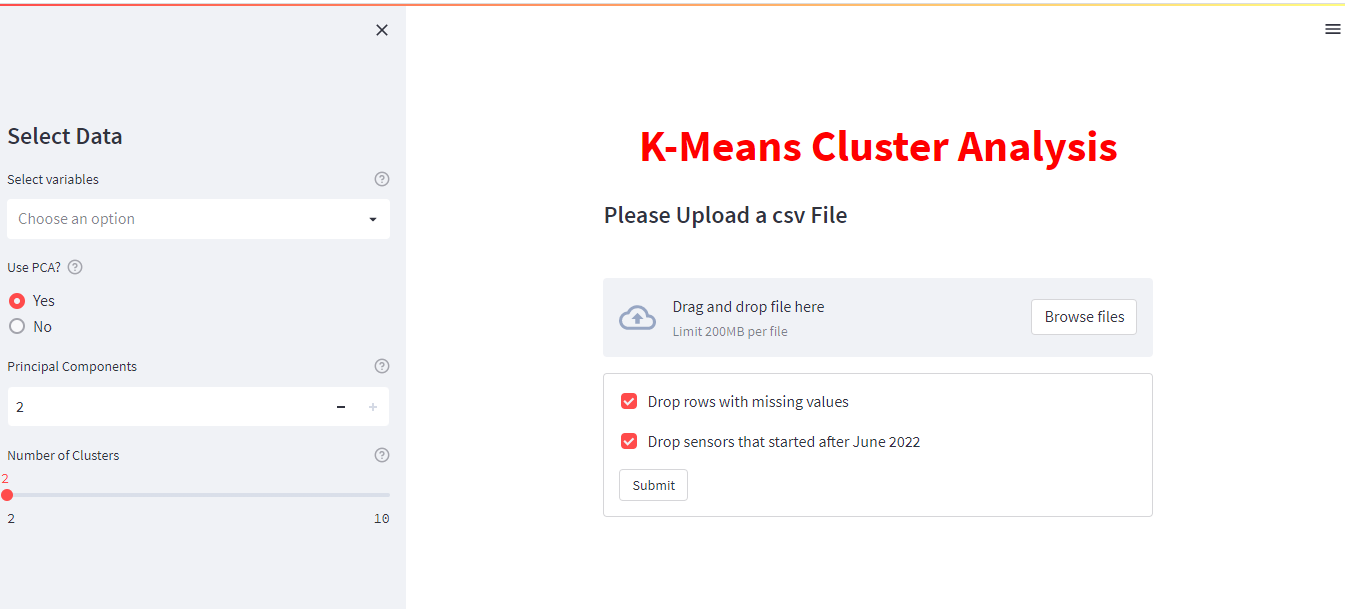 Select Data
Select variables
Choose an option
Use PCA?
Yes
No
Principal Components
2
Number of Clusters
2
2 10
K-Means Cluster Analysis
Please Upload a csv File
Drag and drop file here
Limit 200MB per file
Browse files
Drop rows with missing values
Drop sensors that started after June 2022
Submit